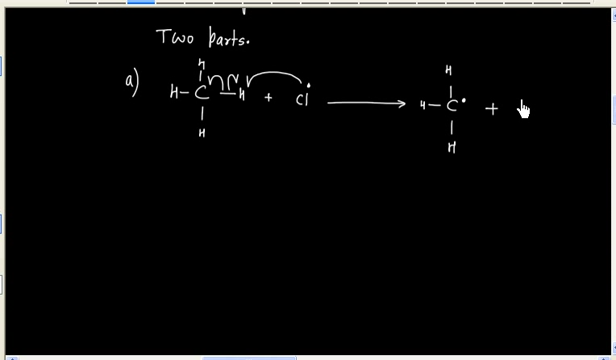 Two parts.
a)
H
H
H – C – H + Cl• → H – C• +
H
H